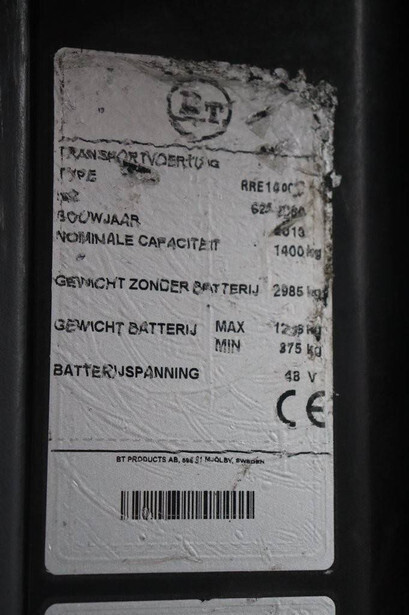 BT
TRANSPORTVOERTUIG
TYPE
BOUWJAAR
NOMINALE CAPACITEIT 1400 kg
GEWICHT ZONDER BATTERIJ 2985 kg
GEWICHT BATTERIJ MAX kg
MIN 875 kg
BATTERIJSPANNING 48 V
CE
BT PRODUCTS AB, MJÖLBY, SWEDEN